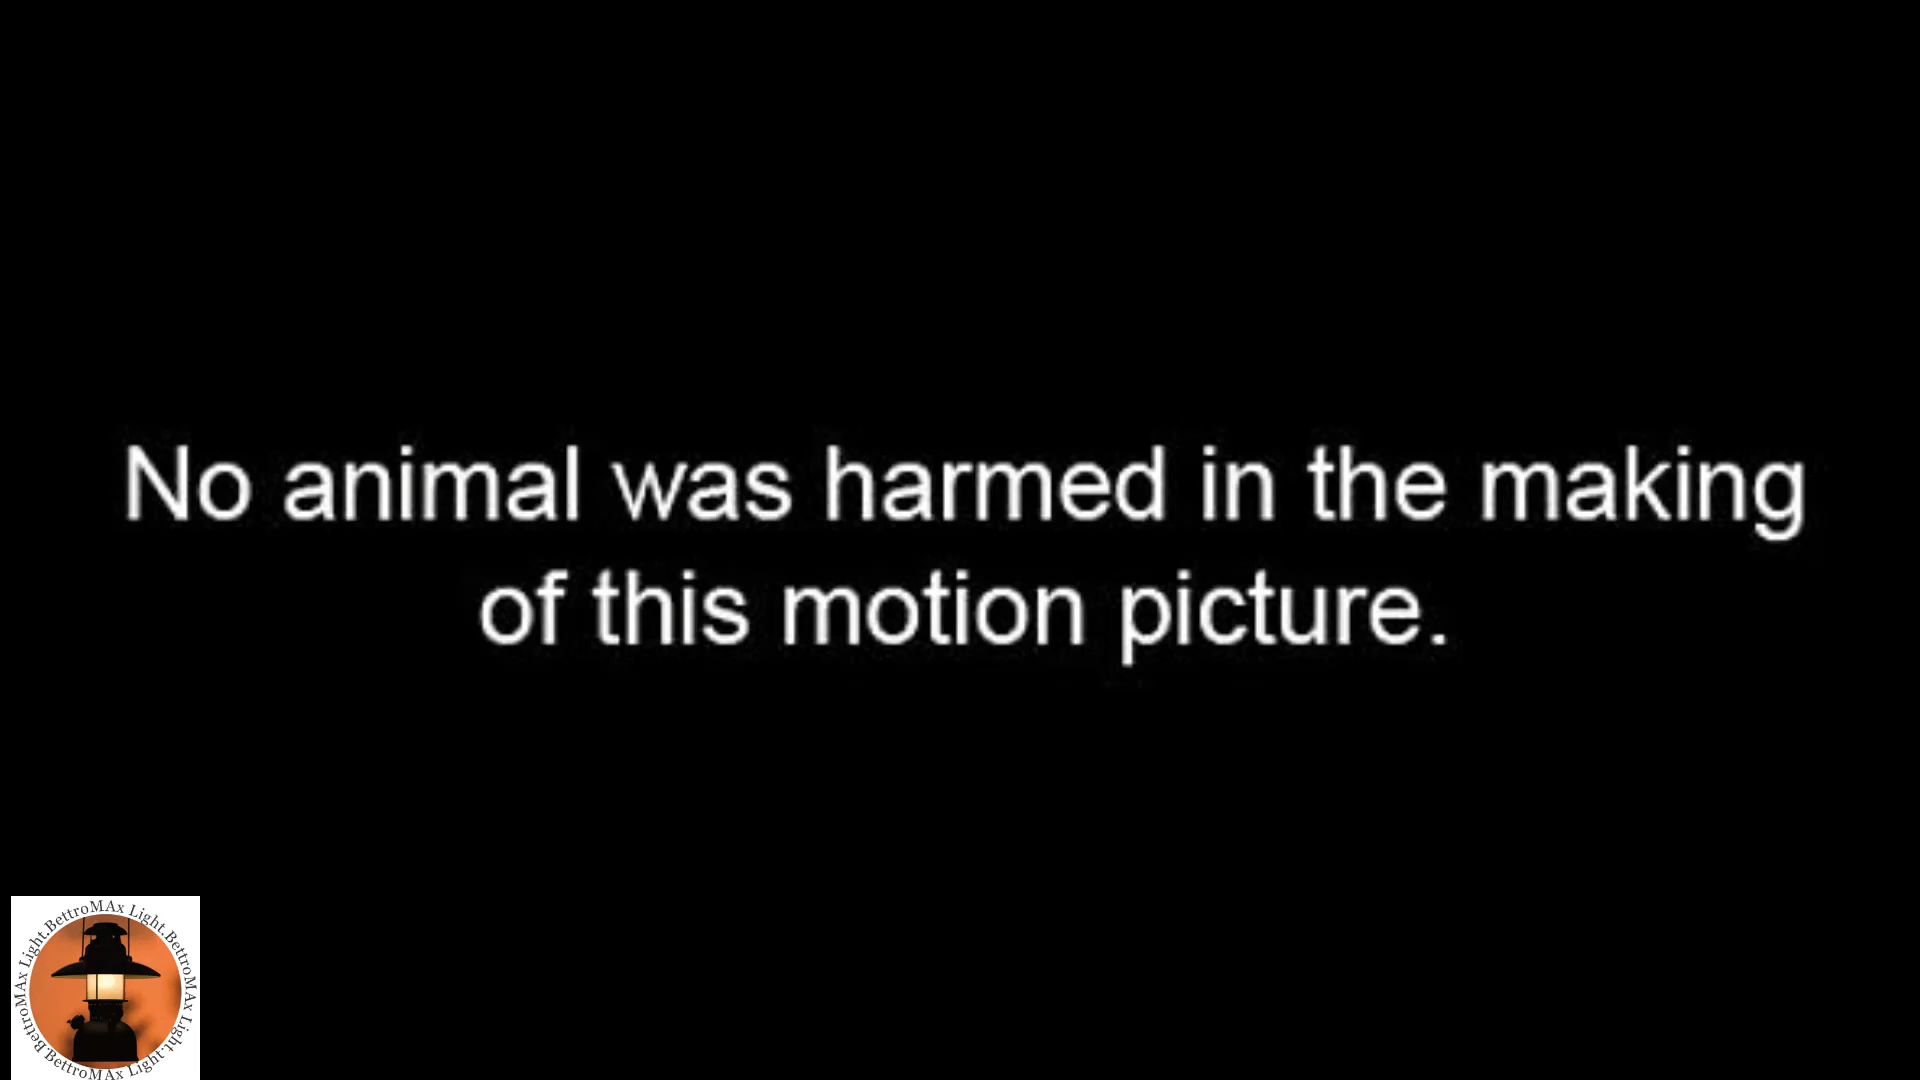 No animal was harmed in the making
of this motion picture.
BettroMAx Light.BettroMAx Light.BettroMAx Light.BettroMAx Light.